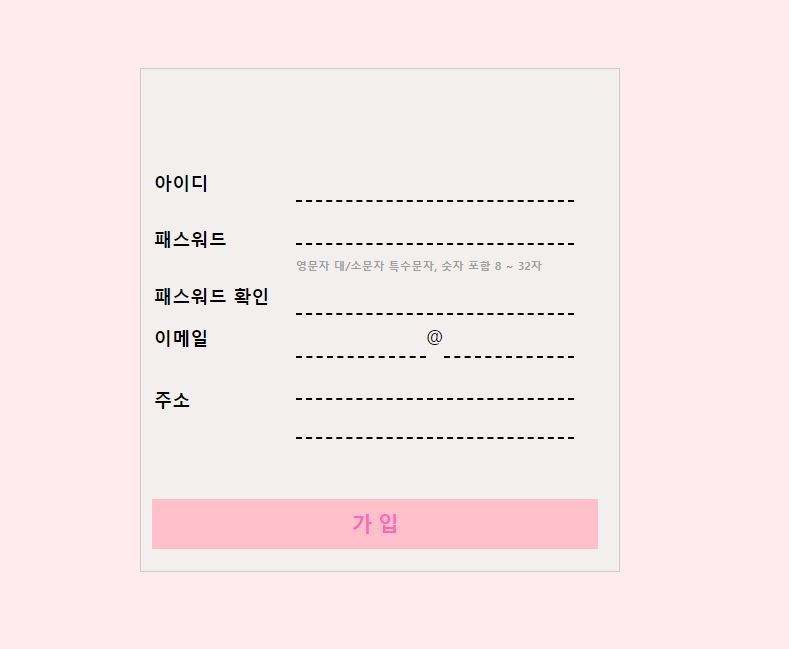 아이디
패스워드
영문자 대/소문자 특수문자, 숫자 포함 8 ~ 32자
패스워드 확인
이메일 @
주소
가 입